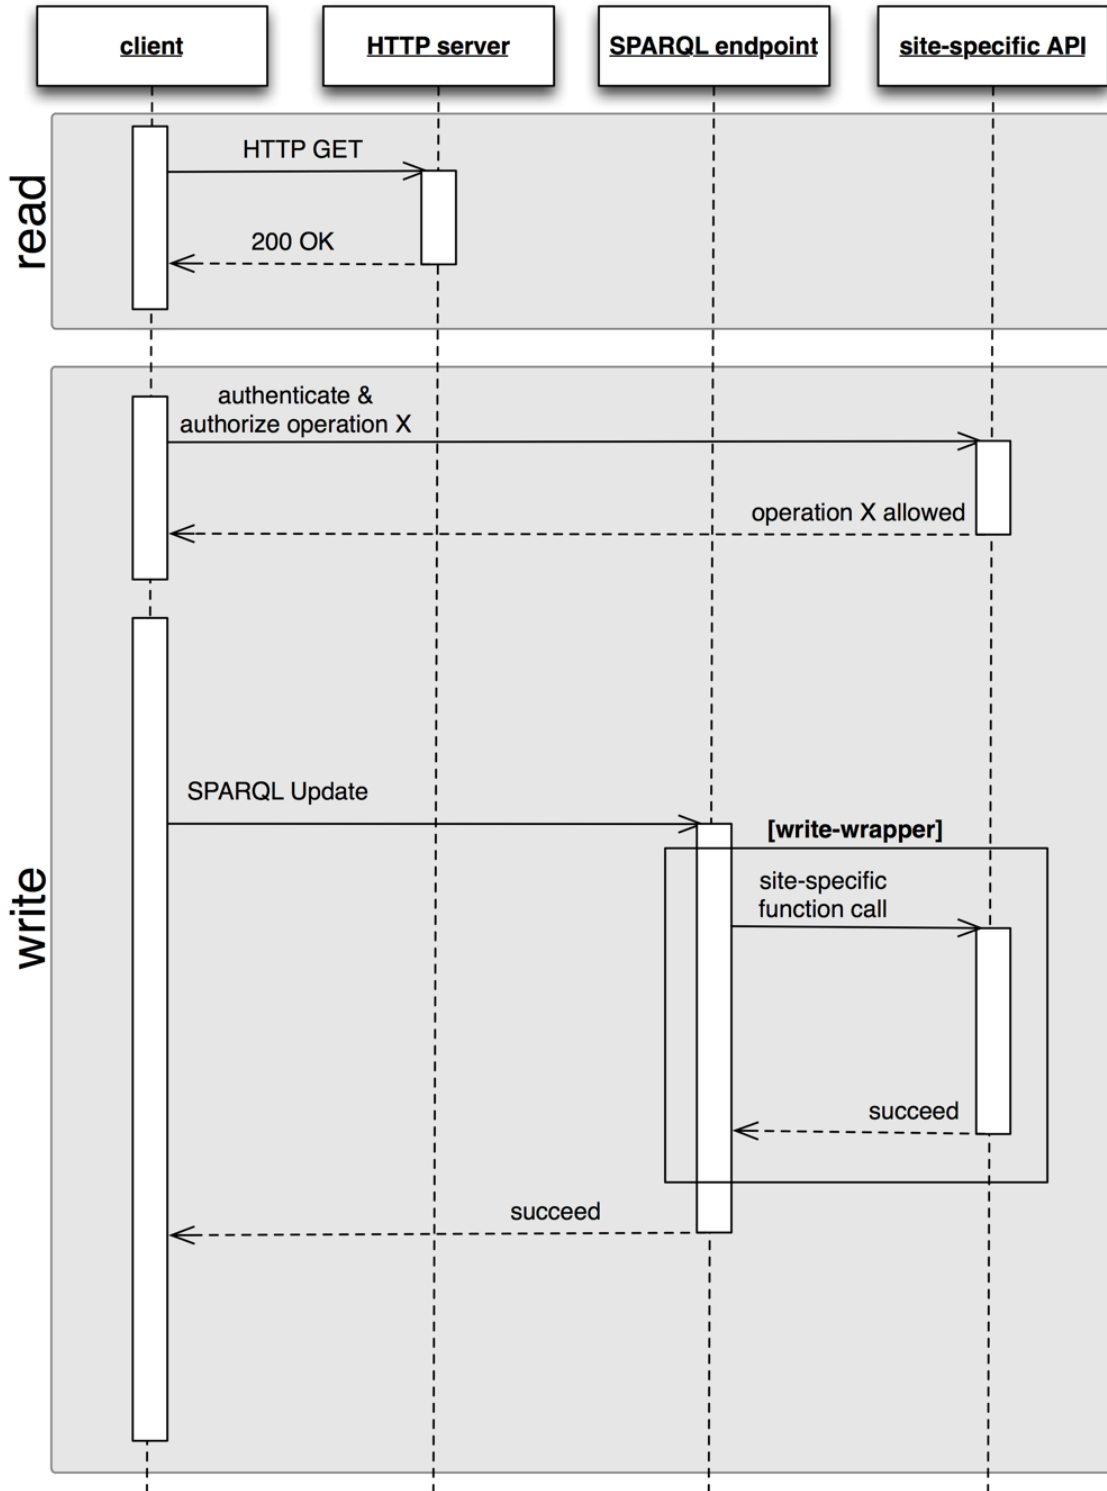 client
HTTP server
SPARQL endpoint
site-specific API
read
HTTP GET
200 OK
write
authenticate &
authorize operation X
operation X allowed
SPARQL Update
[write-wrapper]
site-specific
function call
succeed
succeed